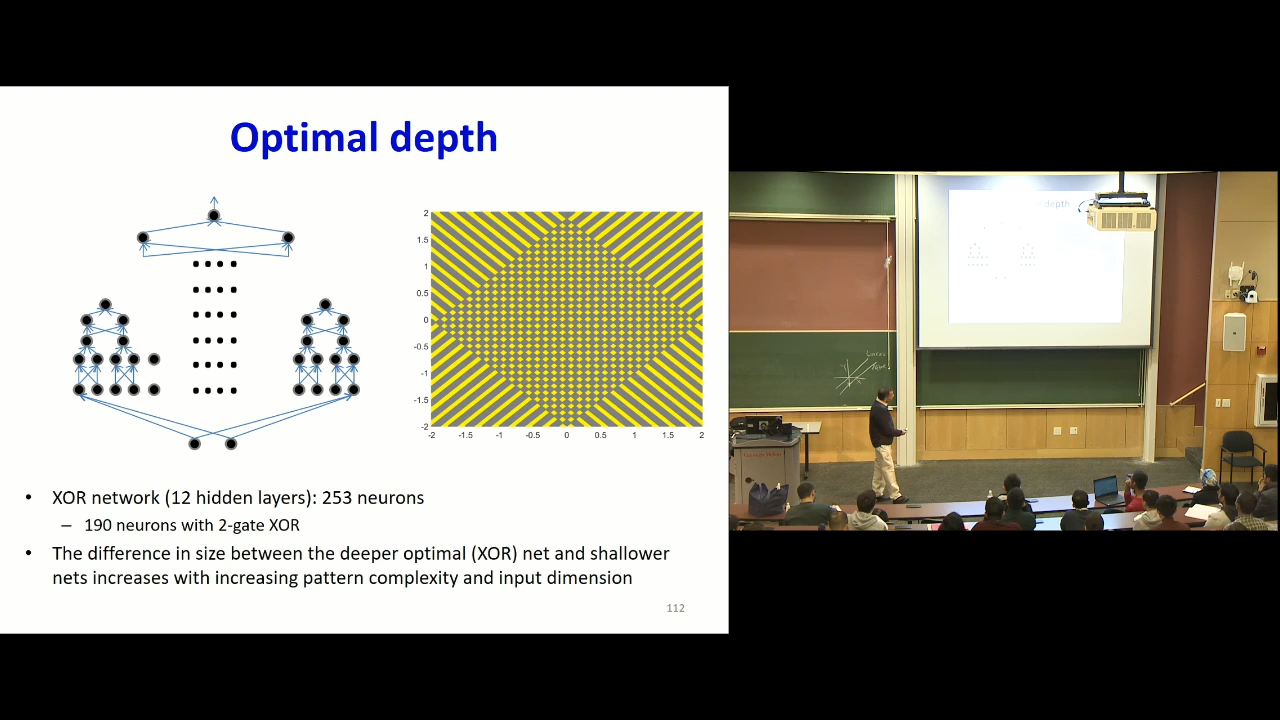 Optimal depth
2
1.5
1
0.5
0
-0.5
-1
-1.5
-2
-2 -1.5 -1 -0.5 0 0.5 1 1.5 2
• XOR network (12 hidden layers): 253 neurons
– 190 neurons with 2-gate XOR
• The difference in size between the deeper optimal (XOR) net and shallower
nets increases with increasing pattern complexity and input dimension
112
depth